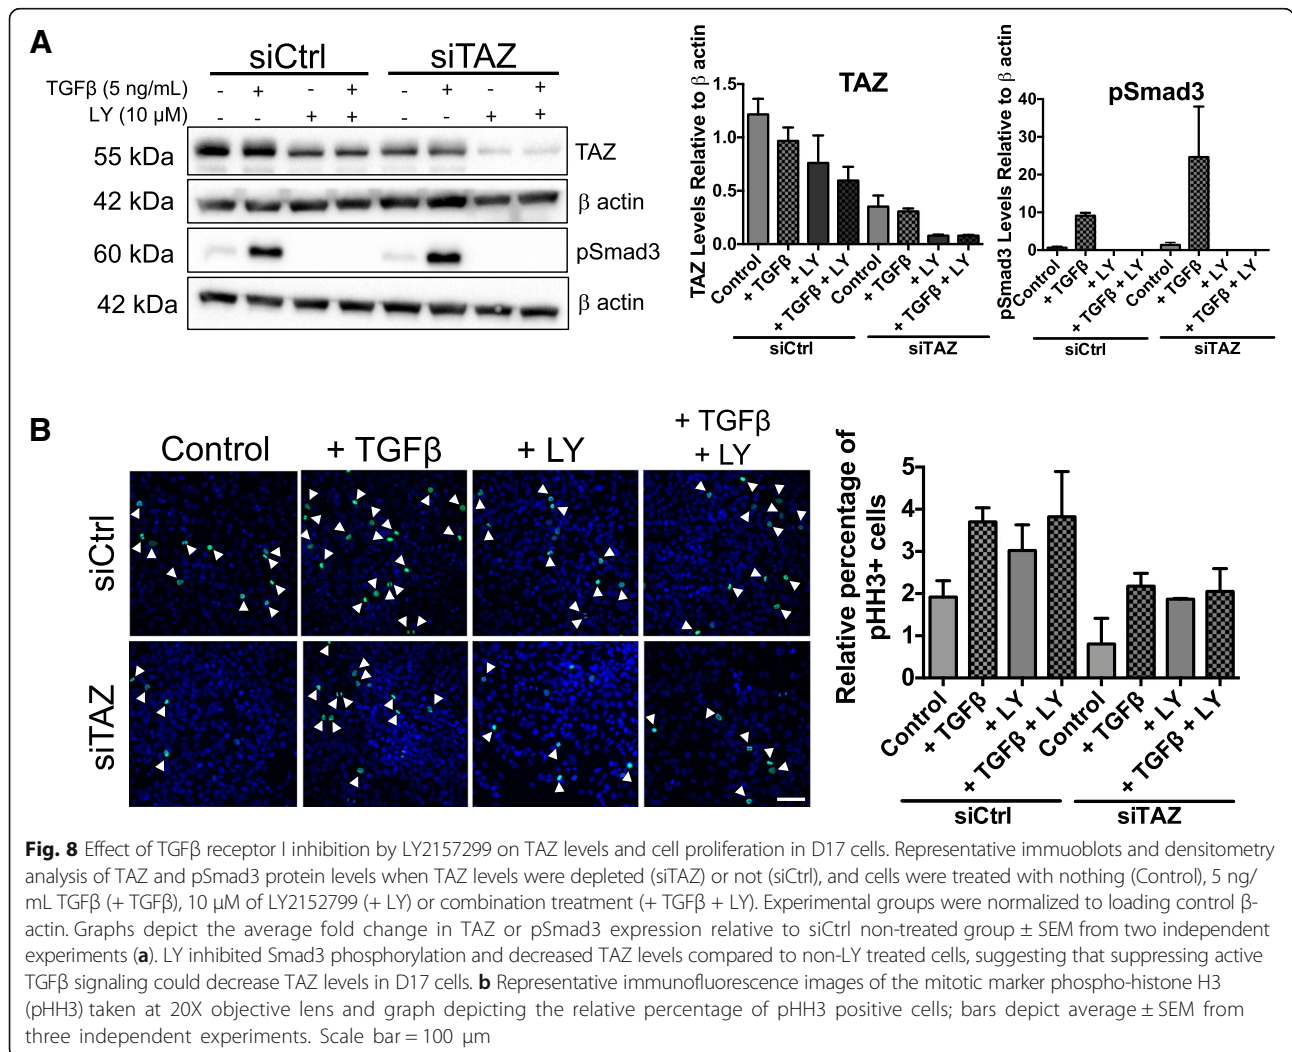 A
siCtrl siTAZ
TGFβ (5 ng/mL) - + - + - + - +
LY (10 µM) - - + + - - + +
55 kDa TAZ
42 kDa β actin
60 kDa pSmad3
42 kDa β actin
TAZ
TAZ Levels Relative to β actin
1.5
1.0
0.5
0.0
Control
+ TGFβ
+ LY
+ TGFβ + LY
Control
+ TGFβ
+ LY
+ TGFβ + LY
siCtrl siTAZ
pSmad3
pSmad3 Levels Relative to β actin
40
30
20
10
0
Control
+ TGFβ
+ LY
+ TGFβ + LY
Control
+ TGFβ
+ LY
+ TGFβ + LY
siCtrl siTAZ
B
Control + TGFβ + LY + TGFβ
+ LY
siCtrl
siTAZ
Relative percentage of
pHH3+ cells
5
4
3
2
1
0
Control
+ TGFβ
+ LY
+ TGFβ + LY
Control
+ TGFβ
+ LY
+ TGFβ + LY
siCtrl siTAZ
Fig. 8 Effect of TGFβ receptor I inhibition by LY2157299 on TAZ levels and cell proliferation in D17 cells. Representative immuoblots and densitometry
analysis of TAZ and pSmad3 protein levels when TAZ levels were depleted (siTAZ) or not (siCtrl), and cells were treated with nothing (Control), 5 ng/
mL TGFβ (+ TGFβ), 10 μM of LY2152799 (+ LY) or combination treatment (+ TGFβ + LY). Experimental groups were normalized to loading control β-
actin. Graphs depict the average fold change in TAZ or pSmad3 expression relative to siCtrl non-treated group ± SEM from two independent
experiments (a). LY inhibited Smad3 phosphorylation and decreased TAZ levels compared to non-LY treated cells, suggesting that suppressing active
TGFβ signaling could decrease TAZ levels in D17 cells. b Representative immunofluorescence images of the mitotic marker phospho-histone H3
(pHH3) taken at 20X objective lens and graph depicting the relative percentage of pHH3 positive cells; bars depict average ± SEM from
three independent experiments. Scale bar = 100 μm